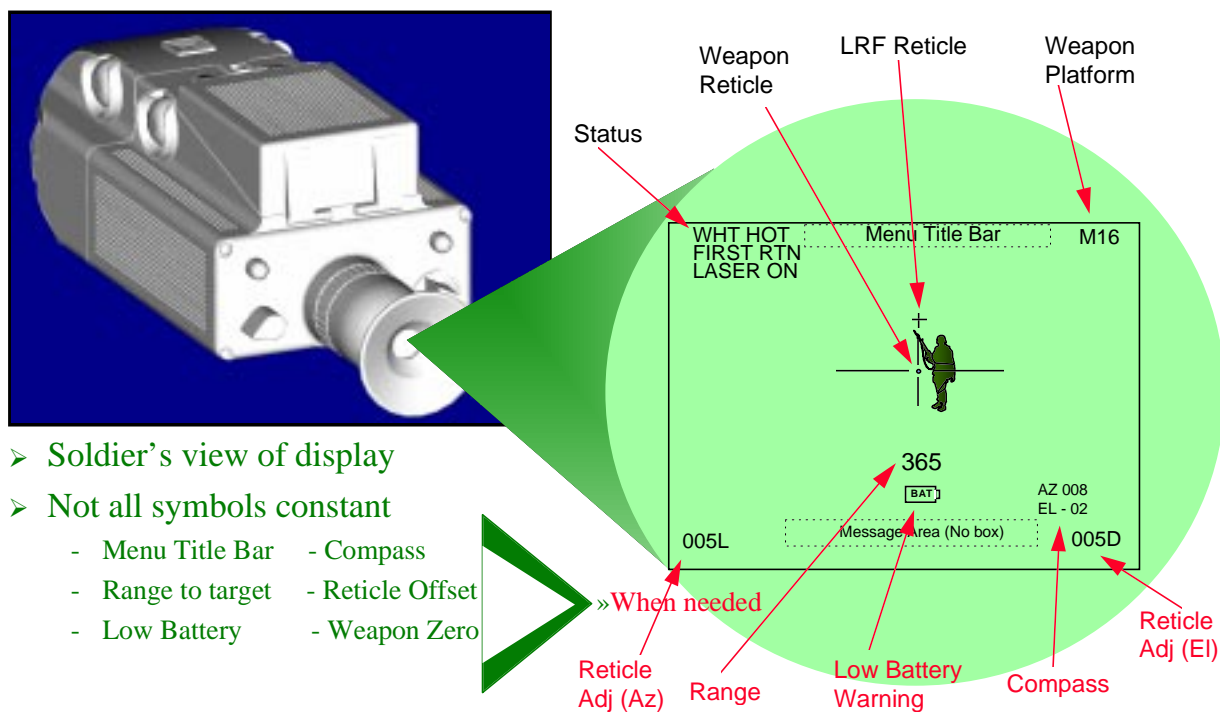 Weapon
Reticle
LRF Reticle
Weapon
Platform
Status
WHT HOT
FIRST RTN
LASER ON
Menu Title Bar
M16
365
BAT
AZ 008
EL - 02
005L
Message Area (No box)
005D
➢ Soldier’s view of display
➢ Not all symbols constant
- Menu Title Bar - Compass
- Range to target - Reticle Offset
- Low Battery - Weapon Zero
»When needed
Reticle
Adj (Az)
Range
Low Battery
Warning
Compass
Reticle
Adj (El)